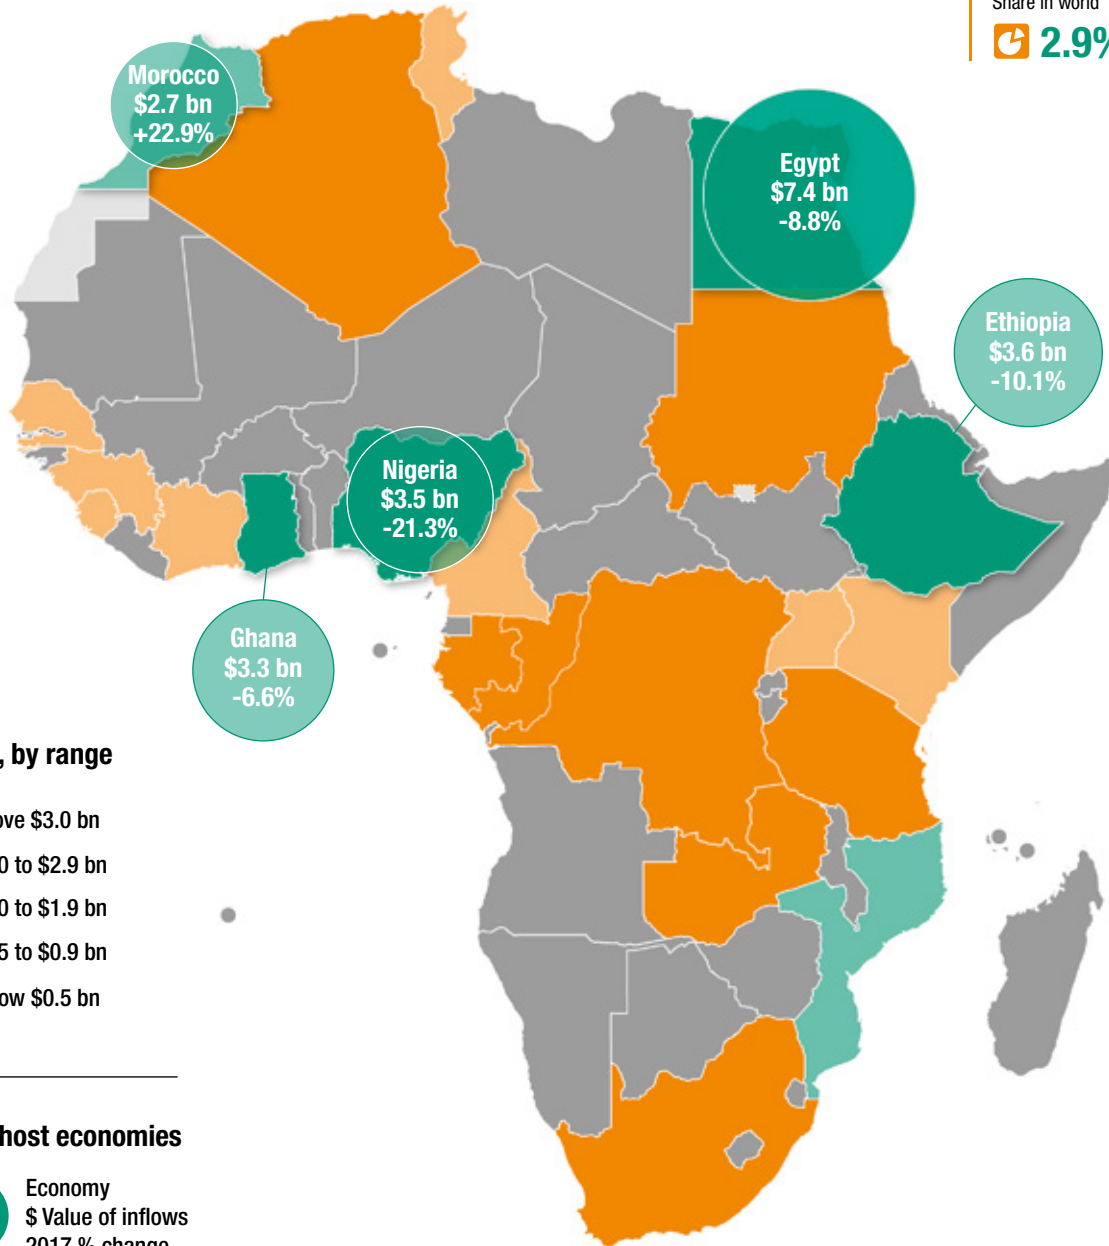 Share in world
2.9%
Morocco
$2.7 bn
+22.9%
Egypt
$7.4 bn
-8.8%
Ethiopia
$3.6 bn
-10.1%
Nigeria
$3.5 bn
-21.3%
Ghana
$3.3 bn
-6.6%
, by range
ove $3.0 bn
0 to $2.9 bn
0 to $1.9 bn
5 to $0.9 bn
ow $0.5 bn
host economies
Economy
$ Value of inflows
2017 % change